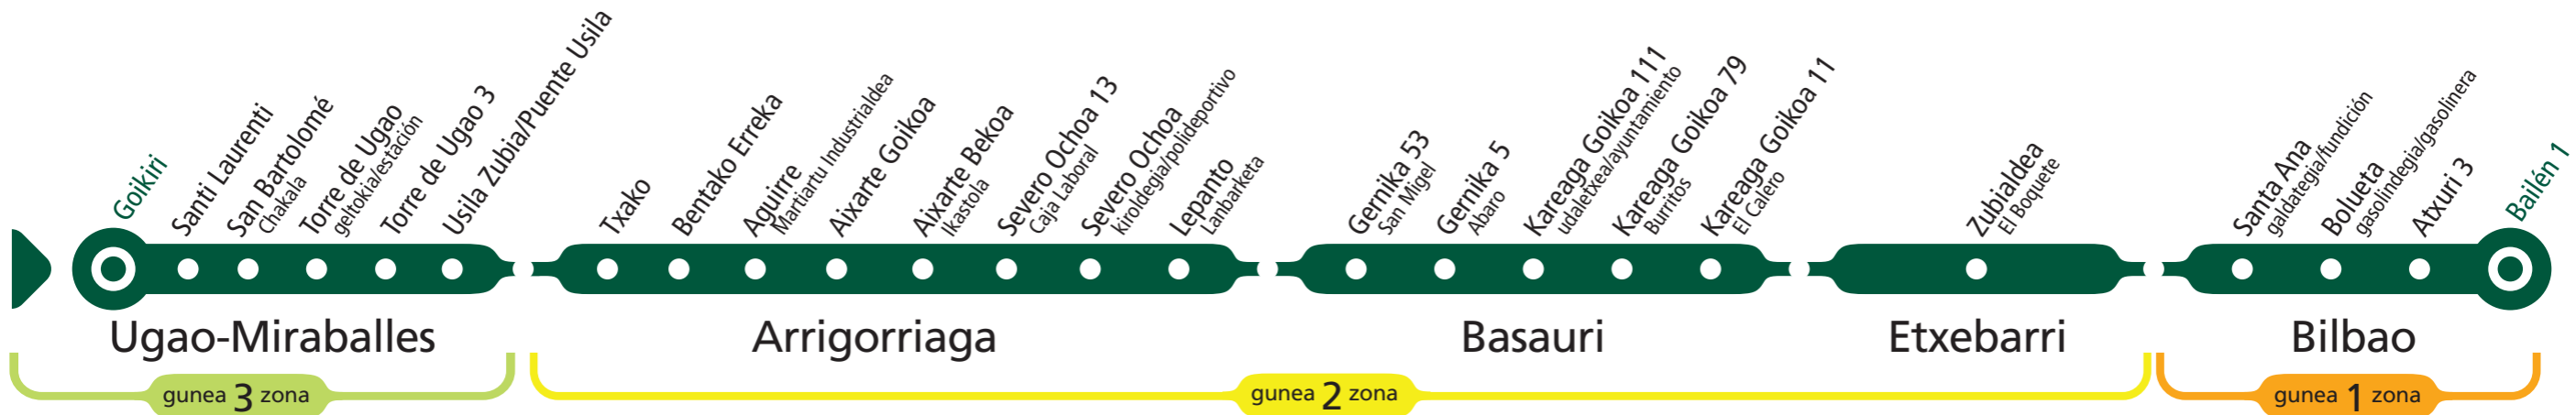 Goikiri
Santi Laurenti
San Bartolomé
Chakala
Torre de Ugao
geltokia/estación
Torre de Ugao 3
Usila Zubia/Puente Usila
Txako
Bentako Erreka
Aguirre
Martiartu Industrialdea
Aixarte Goikoa
Aixarte Bekoa
Ikastola
Severo Ochoa 13
Caja Laboral
Severo Ochoa
kiroldegia/polideportivo
Lepanto
Lanbarketa
Gernika 53
San Migel
Gernika 5
Abaro
Kareaga Goikoa 111
udaletxea/ayuntamiento
Kareaga Goikoa 79
Burritos
Kareaga Goikoa 11
El Calero
Zubialdea
El Boquete
Santa Ana
galdategia/fundición
Bolueta
gasolindegia/gasolinera
Atxuri 3
Bailén 1
Ugao-Miraballes
Arrigorriaga
Basauri
Etxebarri
Bilbao
gunea 3 zona
gunea 2 zona
gunea 1 zona